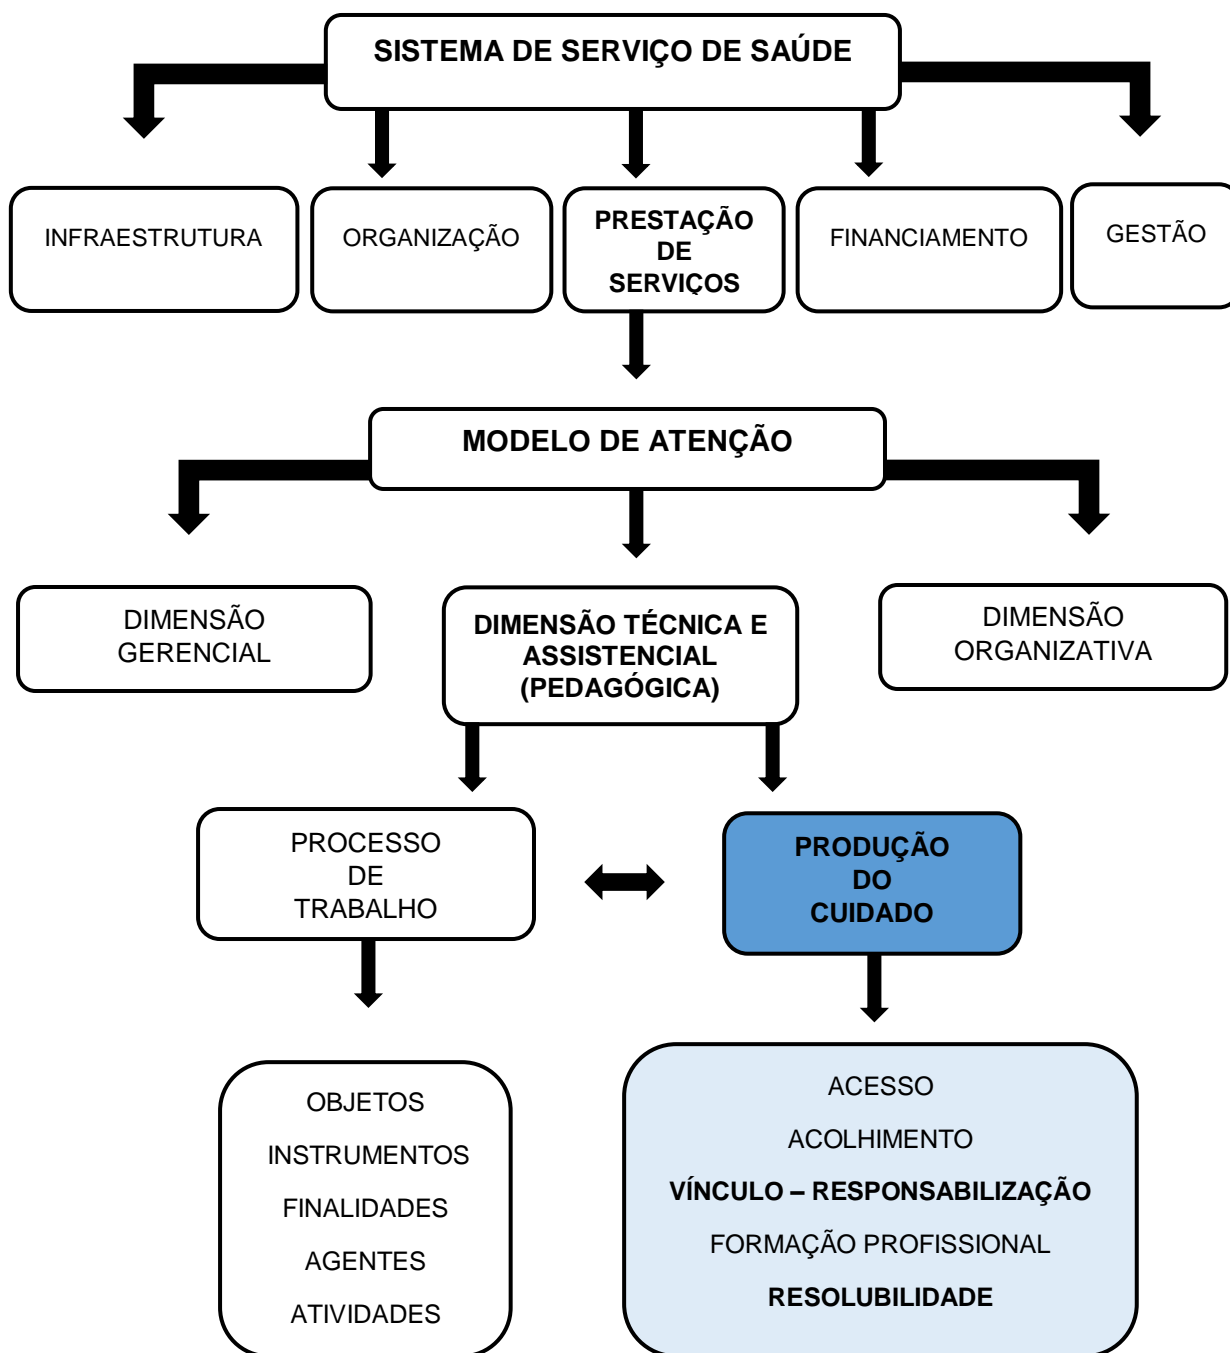 SISTEMA DE SERVIÇO DE SAÚDE
INFRAESTRUTURA
ORGANIZAÇÃO
PRESTAÇÃO
DE
SERVIÇOS
FINANCIAMENTO
GESTÃO
MODELO DE ATENÇÃO
DIMENSÃO
GERENCIAL
DIMENSÃO TÉCNICA E
ASSISTENCIAL
(PEDAGÓGICA)
DIMENSÃO
ORGANIZATIVA
PROCESSO
DE
TRABALHO
PRODUÇÃO
DO
CUIDADO
OBJETOS
INSTRUMENTOS
FINALIDADES
AGENTES
ATIVIDADES
ACESSO
ACOLHIMENTO
VÍNCULO – RESPONSABILIZAÇÃO
FORMAÇÃO PROFISSIONAL
RESOLUBILIDADE